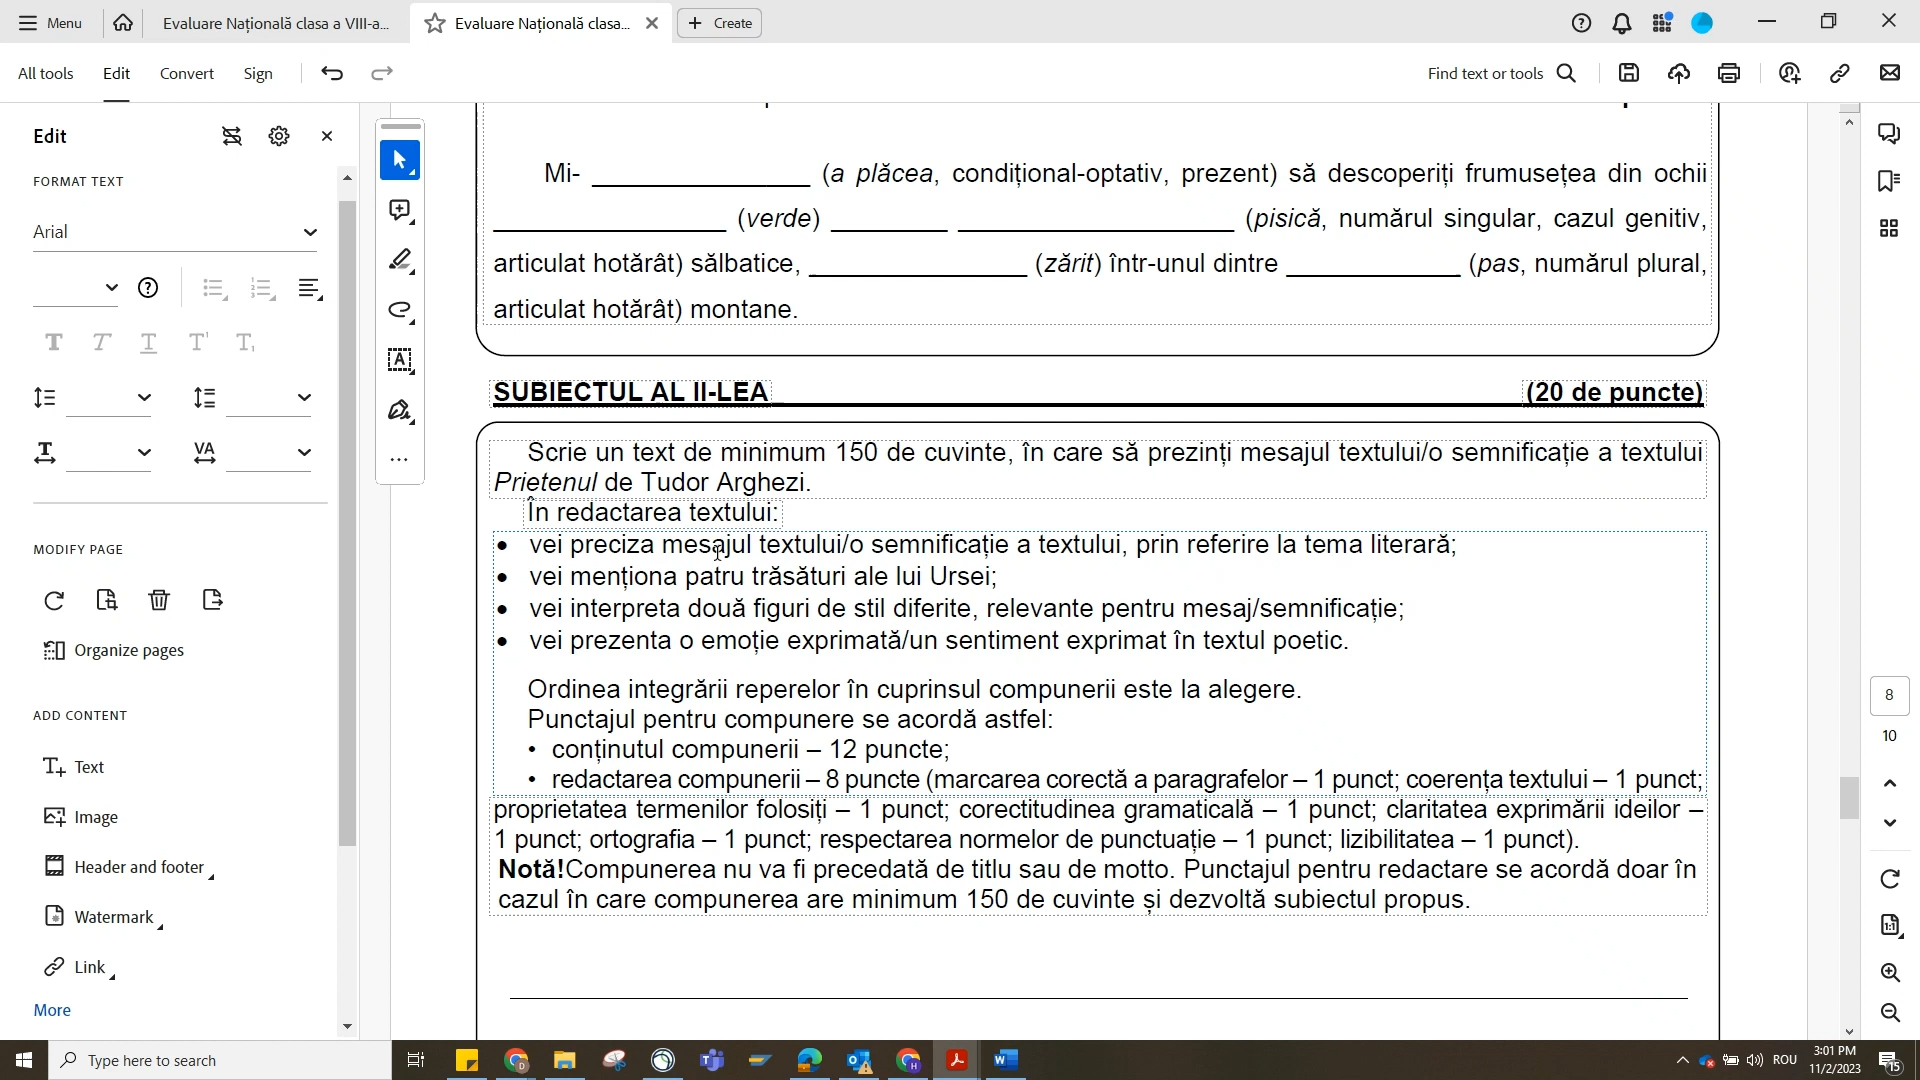 Menu
Evaluare Națională clasa a VIII-a...
Evaluare Națională clasa...
Create
All tools
Edit
Convert
Sign
Find text or tools
Edit
FORMAT TEXT
Arial
MODIFY PAGE
Organize pages
ADD CONTENT
Text
Image
Header and footer
Watermark
Link
More
Mi- _______________ (a plăcea, condițional-optativ, prezent) să descoperiți frumusețea din ochii
________________ (verde) ________ ___________________ (pisică, numărul singular, cazul genitiv,
articulat hotărât) sălbatice, _______________ (zărit) într-unul dintre ____________ (pas, numărul plural,
articulat hotărât) montane.
SUBIECTUL AL II-LEA (20 de puncte)
Scrie un text de minimum 150 de cuvinte, în care să prezinți mesajul textului/o semnificație a textului
Prietenul de Tudor Arghezi.
În redactarea textului:
• vei preciza mesajul textului/o semnificație a textului, prin referire la tema literară;
• vei menționa patru trăsături ale lui Ursei;
• vei interpreta două figuri de stil diferite, relevante pentru mesaj/semnificație;
• vei prezenta o emoție exprimată/un sentiment exprimat în textul poetic.
Ordinea integrării reperelor în cuprinsul compunerii este la alegere.
Punctajul pentru compunere se acordă astfel:
• conținutul compunerii – 12 puncte;
• redactarea compunerii – 8 puncte (marcarea corectă a paragrafelor – 1 punct; coerența textului – 1 punct;
proprietatea termenilor folosiți – 1 punct; corectitudinea gramaticală – 1 punct; claritatea exprimării ideilor –
1 punct; ortografia – 1 punct; respectarea normelor de punctuație – 1 punct; lizibilitatea – 1 punct).
Notă!Compunerea nu va fi precedată de titlu sau de motto. Punctajul pentru redactare se acordă doar în
cazul în care compunerea are minimum 150 de cuvinte și dezvoltă subiectul propus.
8
10
Type here to search
ROU
3:01 PM
11/2/2023
15